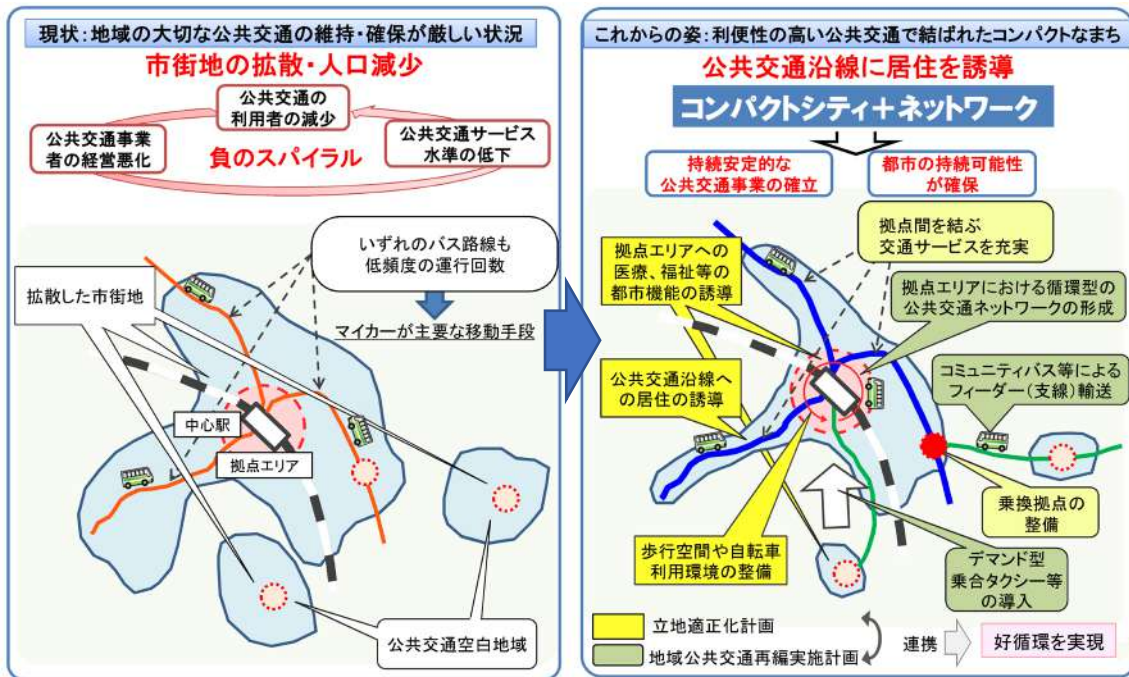 現状：地域の大切な公共交通の維持・確保が厳しい状況
市街地の拡散・人口減少
公共交通の
利用者の減少
公共交通事業
者の経営悪化
負のスパイラル
公共交通サービス
水準の低下
いずれのバス路線も
低頻度の運行回数
マイカーが主要な移動手段
拡散した市街地
中心駅
拠点エリア
公共交通空白地域
これからの姿：利便性の高い公共交通で結ばれたコンパクトなまち
公共交通沿線に居住を誘導
コンパクトシティ＋ネットワーク
持続安定的な
公共交通事業の確立
都市の持続可能性
が確保
拠点エリアへの
医療、福祉等の
都市機能の誘導
拠点間を結ぶ
交通サービスを充実
拠点エリアにおける循環型の
公共交通ネットワークの形成
公共交通沿線へ
の居住の誘導
コミュニティバス等による
フィーダー（支線）輸送
乗換拠点の
整備
歩行空間や自転車
利用環境の整備
デマンド型
乗合タクシー等
の導入
立地適正化計画
地域公共交通再編実施計画
連携
好循環を実現